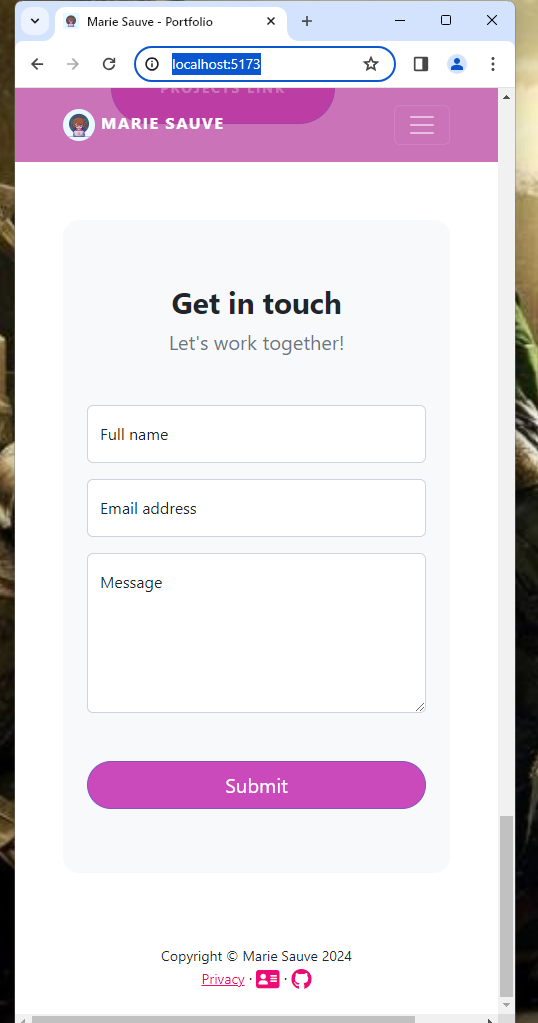 Marie Sauve - Portfolio
localhost:5173
PROJECTS LINK
MARIE SAUVE
Get in touch
Let's work together!
Full name
Email address
Message
Submit
Copyright © Marie Sauve 2024
Privacy · ·